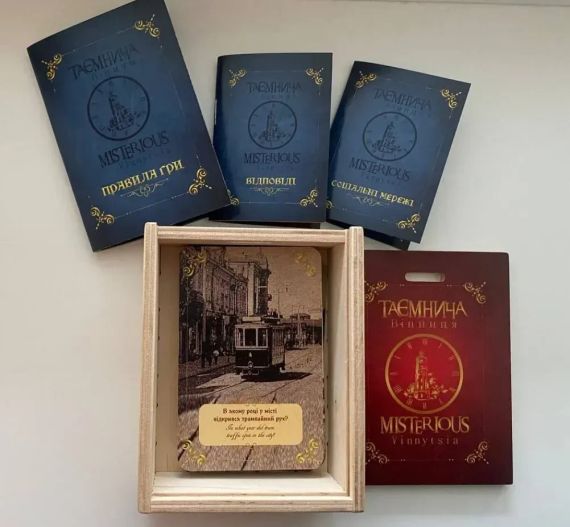 ТАЄМНИЧА
Вінниця
MISTERIOUS
ПРАВИЛА ГРИ
ТАЄМНИЧА
MISTERIOUS
ВІДПОВІДІ
ТАЄМНИЧА
MISTERIOUS
СОЦІАЛЬНІ МЕРЕЖІ
В якому році у місті
відкрився трамвайний рух?
In what year did tram
traffic open in the city?
ТАЄМНИЧА
Вінниця
MISTERIOUS
Vinnytsia